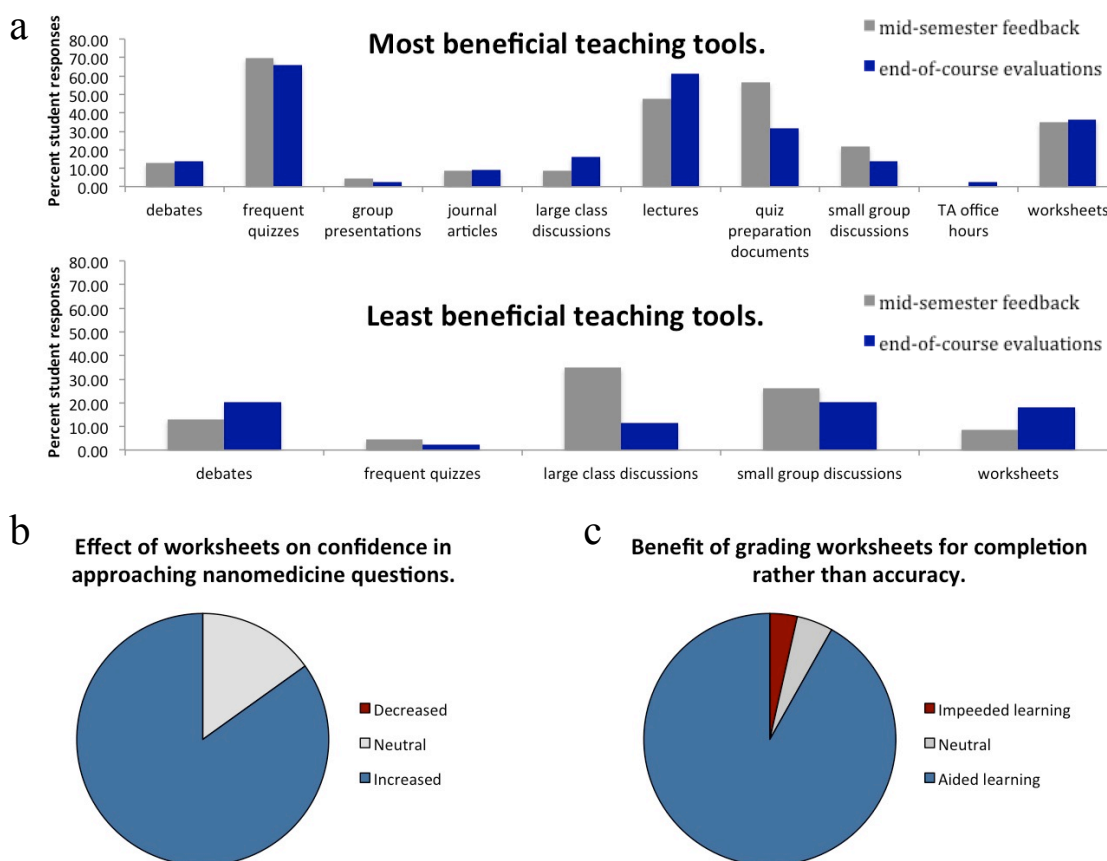 a
Most beneficial teaching tools.
mid-semester feedback
end-of-course evaluations
Percent student responses
80.00
70.00
60.00
50.00
40.00
30.00
20.00
10.00
0.00
debates
frequent
quizzes
group
presentations
journal
articles
large class
discussions
lectures
quiz
preparation
documents
small group
discussions
TA office
hours
worksheets
Least beneficial teaching tools.
mid-semester feedback
end-of-course evaluations
Percent student responses
80.00
70.00
60.00
50.00
40.00
30.00
20.00
10.00
0.00
debates
frequent quizzes
large class discussions
small group discussions
worksheets
b
Effect of worksheets on confidence in
approaching nanomedicine questions.
Decreased
Neutral
Increased
c
Benefit of grading worksheets for completion
rather than accuracy.
Impeeded learning
Neutral
Aided learning